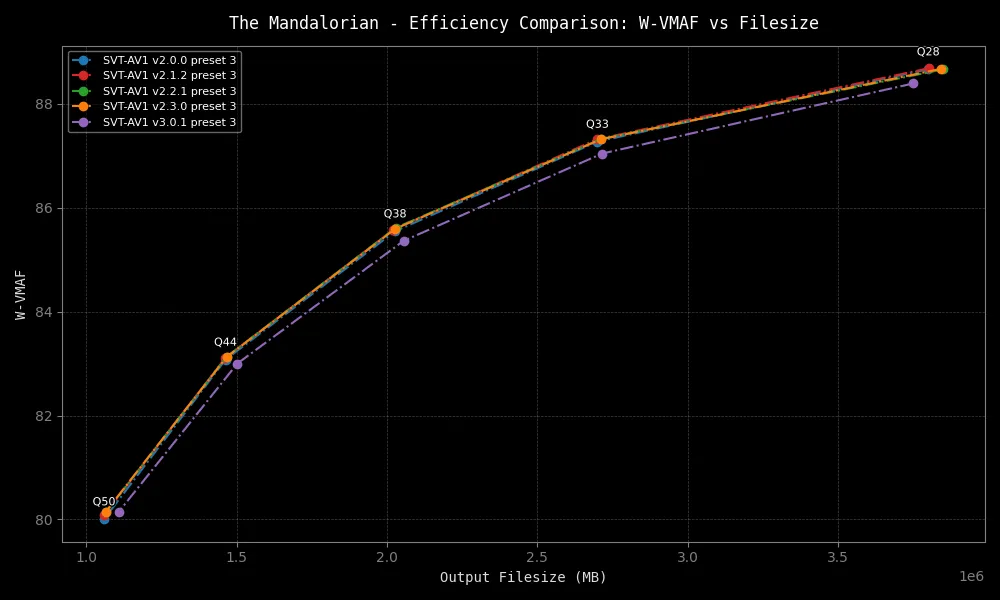 The Mandalorian - Efficiency Comparison: W-VMAF vs Filesize
SVT-AV1 v2.0.0 preset 3
SVT-AV1 v2.1.2 preset 3
SVT-AV1 v2.2.1 preset 3
SVT-AV1 v2.3.0 preset 3
SVT-AV1 v3.0.1 preset 3
Q28
Q33
Q38
Q44
Q50
W-VMAF
88
86
84
82
80
1.0 1.5 2.0 2.5 3.0 3.5
1e6
Output Filesize (MB)